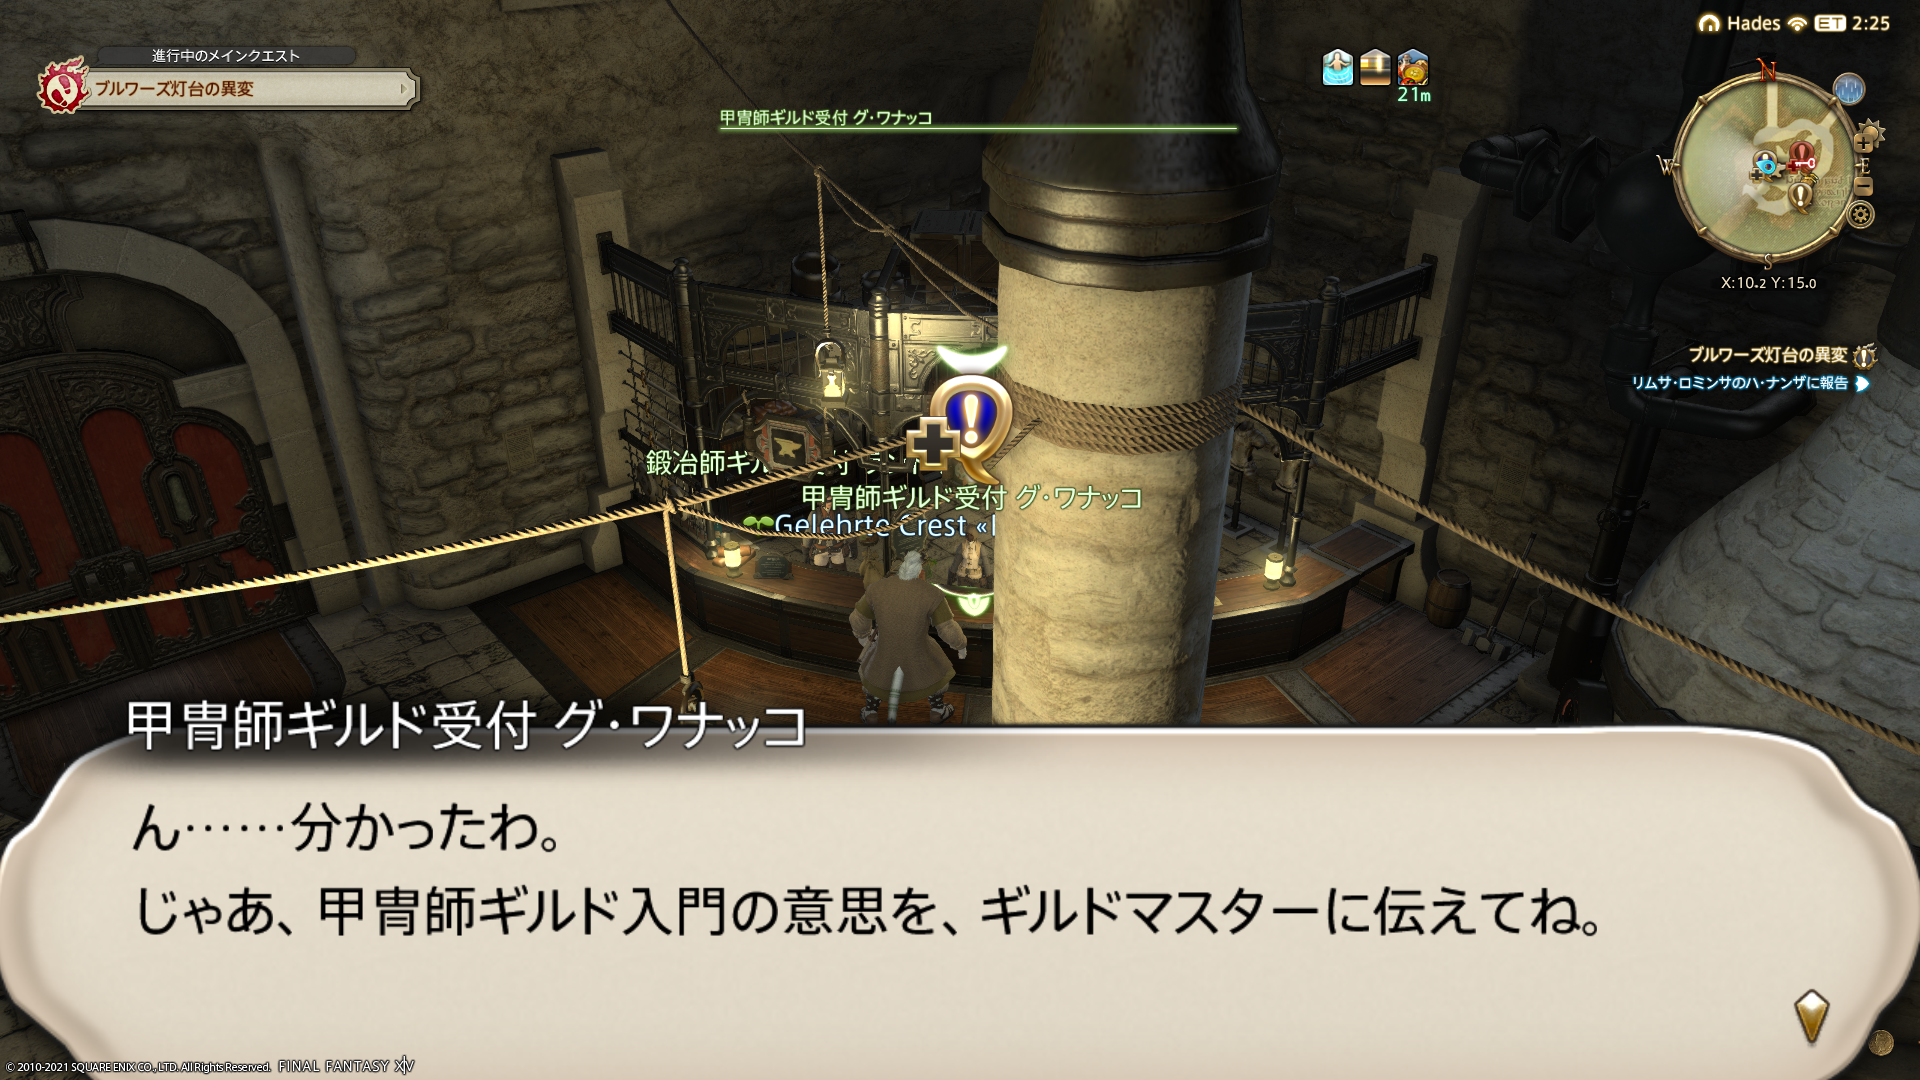 進行中のメインクエスト
ブルワーズ灯台の異変
Hades ET 2:25
21m
甲冑師ギルド受付 グ・ワナッコ
N
W
E
S
X:10.2 Y:15.0
ブルワーズ灯台の異変
リムサ・ロミンサのハ・ナンザに報告
鍛冶師ギル
甲冑師ギルド受付 グ・ワナッコ
Gelehrte Crest «I
甲冑師ギルド受付 グ・ワナッコ
ん……分かったわ。
じゃあ、甲冑師ギルド入門の意思を、ギルドマスターに伝えてね。
© 2010-2021 SQUARE ENIX CO., LTD. All Rights Reserved. FINAL FANTASY XIV